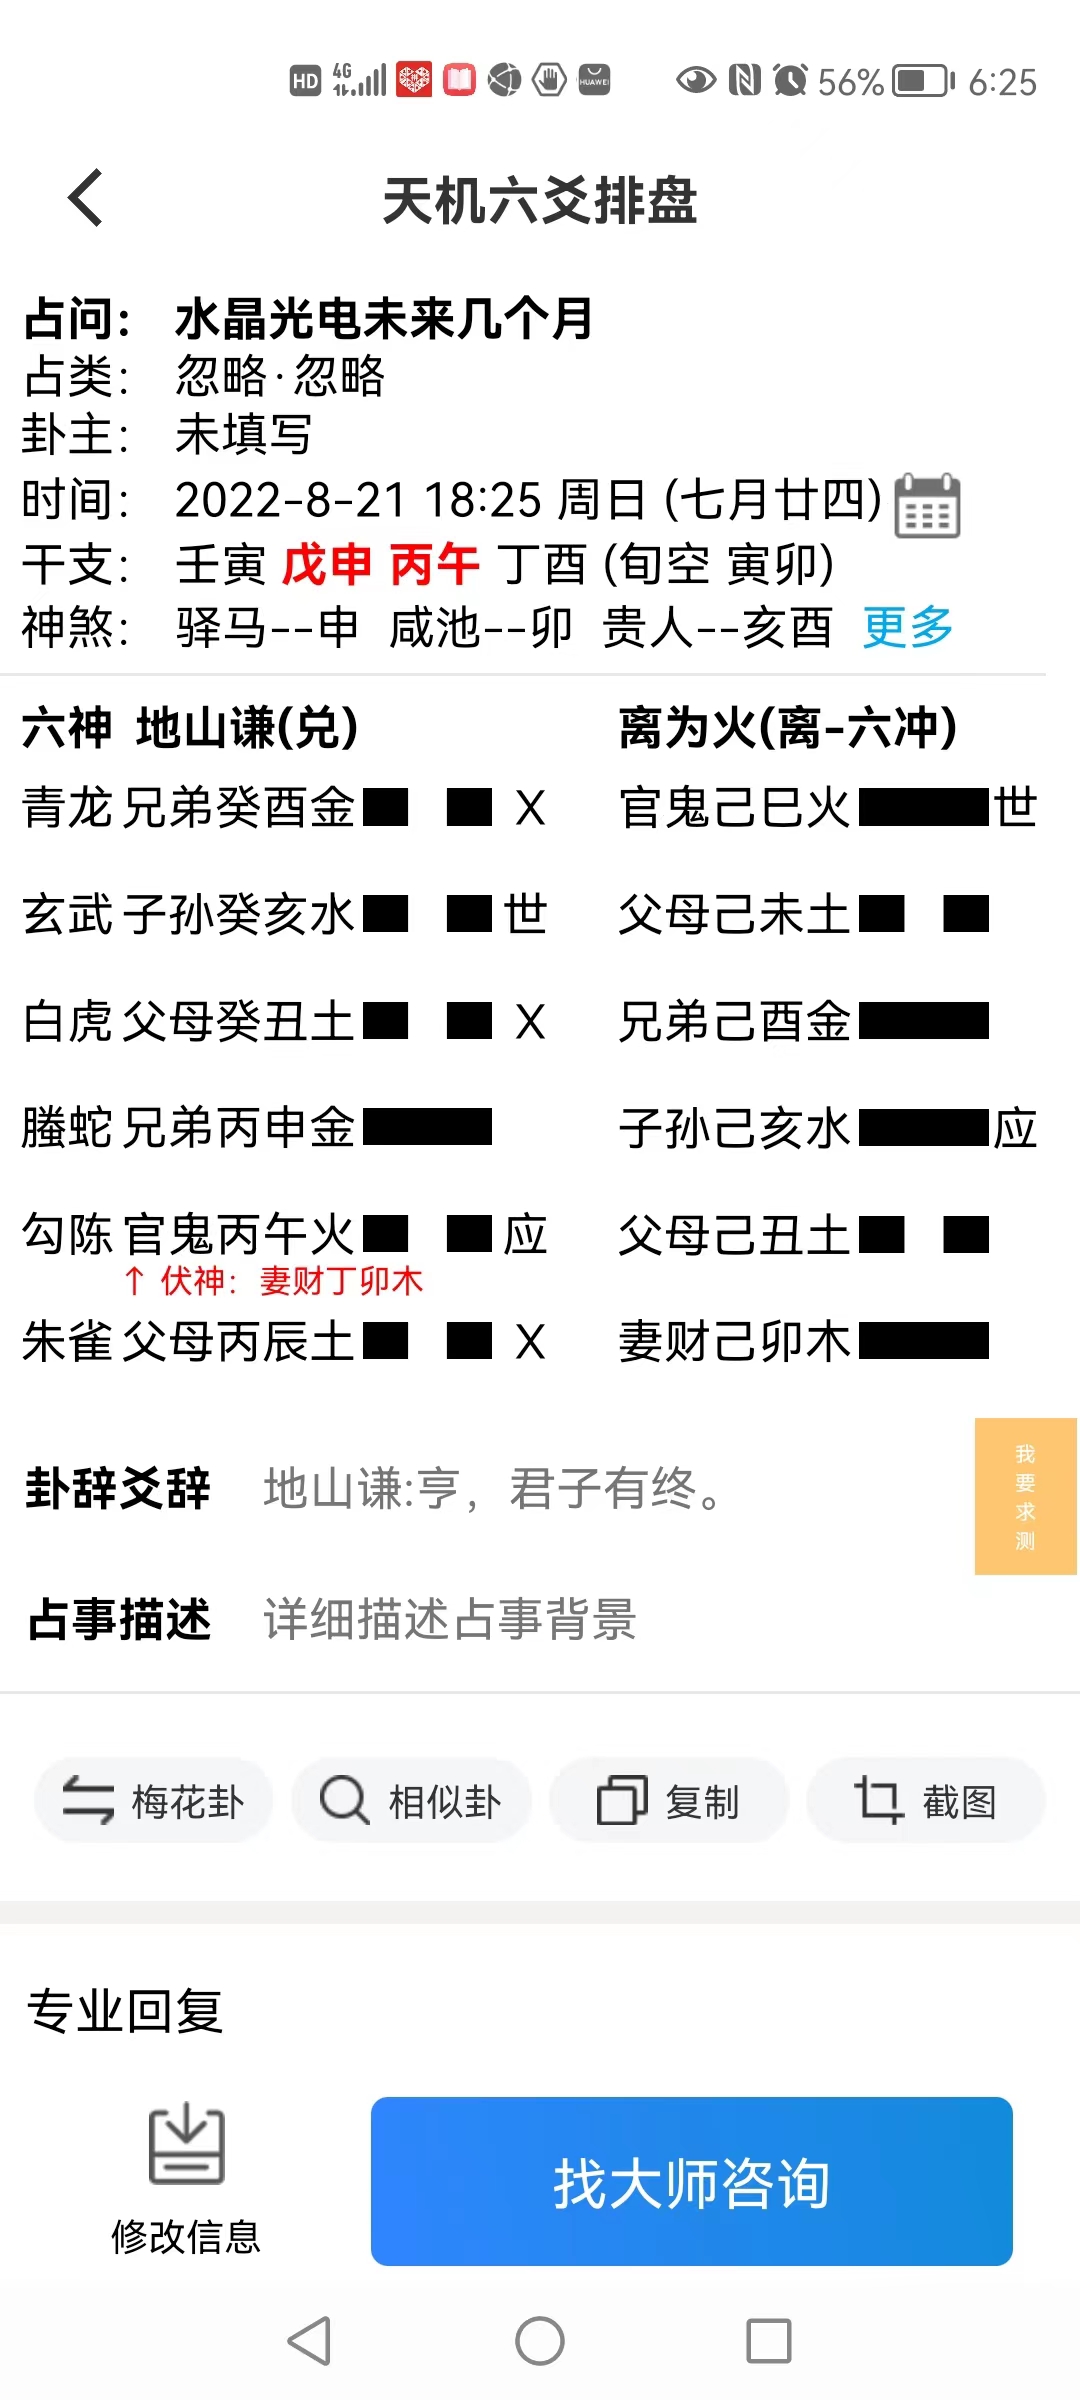 HD 4G HUAWEI 56% 6:25
天机六爻排盘
占问： 水晶光电未来几个月
占类： 忽略·忽略
卦主： 未填写
时间： 2022-8-21 18:25 周日 (七月廿四)
干支： 壬寅 戊申 丙午 丁酉 (旬空 寅卯)
神煞： 驿马--申 咸池--卯 贵人--亥酉 更多
六神 地山谦(兑) 离为火(离-六冲)
青龙 兄弟癸酉金 X 官鬼己巳火 世
玄武 子孙癸亥水 世 父母己未土
白虎 父母癸丑土 X 兄弟己酉金
螣蛇 兄弟丙申金 子孙己亥水 应
勾陈 官鬼丙午火 应 父母己丑土
↑ 伏神：妻财丁卯木
朱雀 父母丙辰土 X 妻财己卯木
我要求测
卦辞爻辞 地山谦:亨，君子有终。
占事描述 详细描述占事背景
梅花卦 相似卦 复制 截图
专业回复
修改信息 找大师咨询